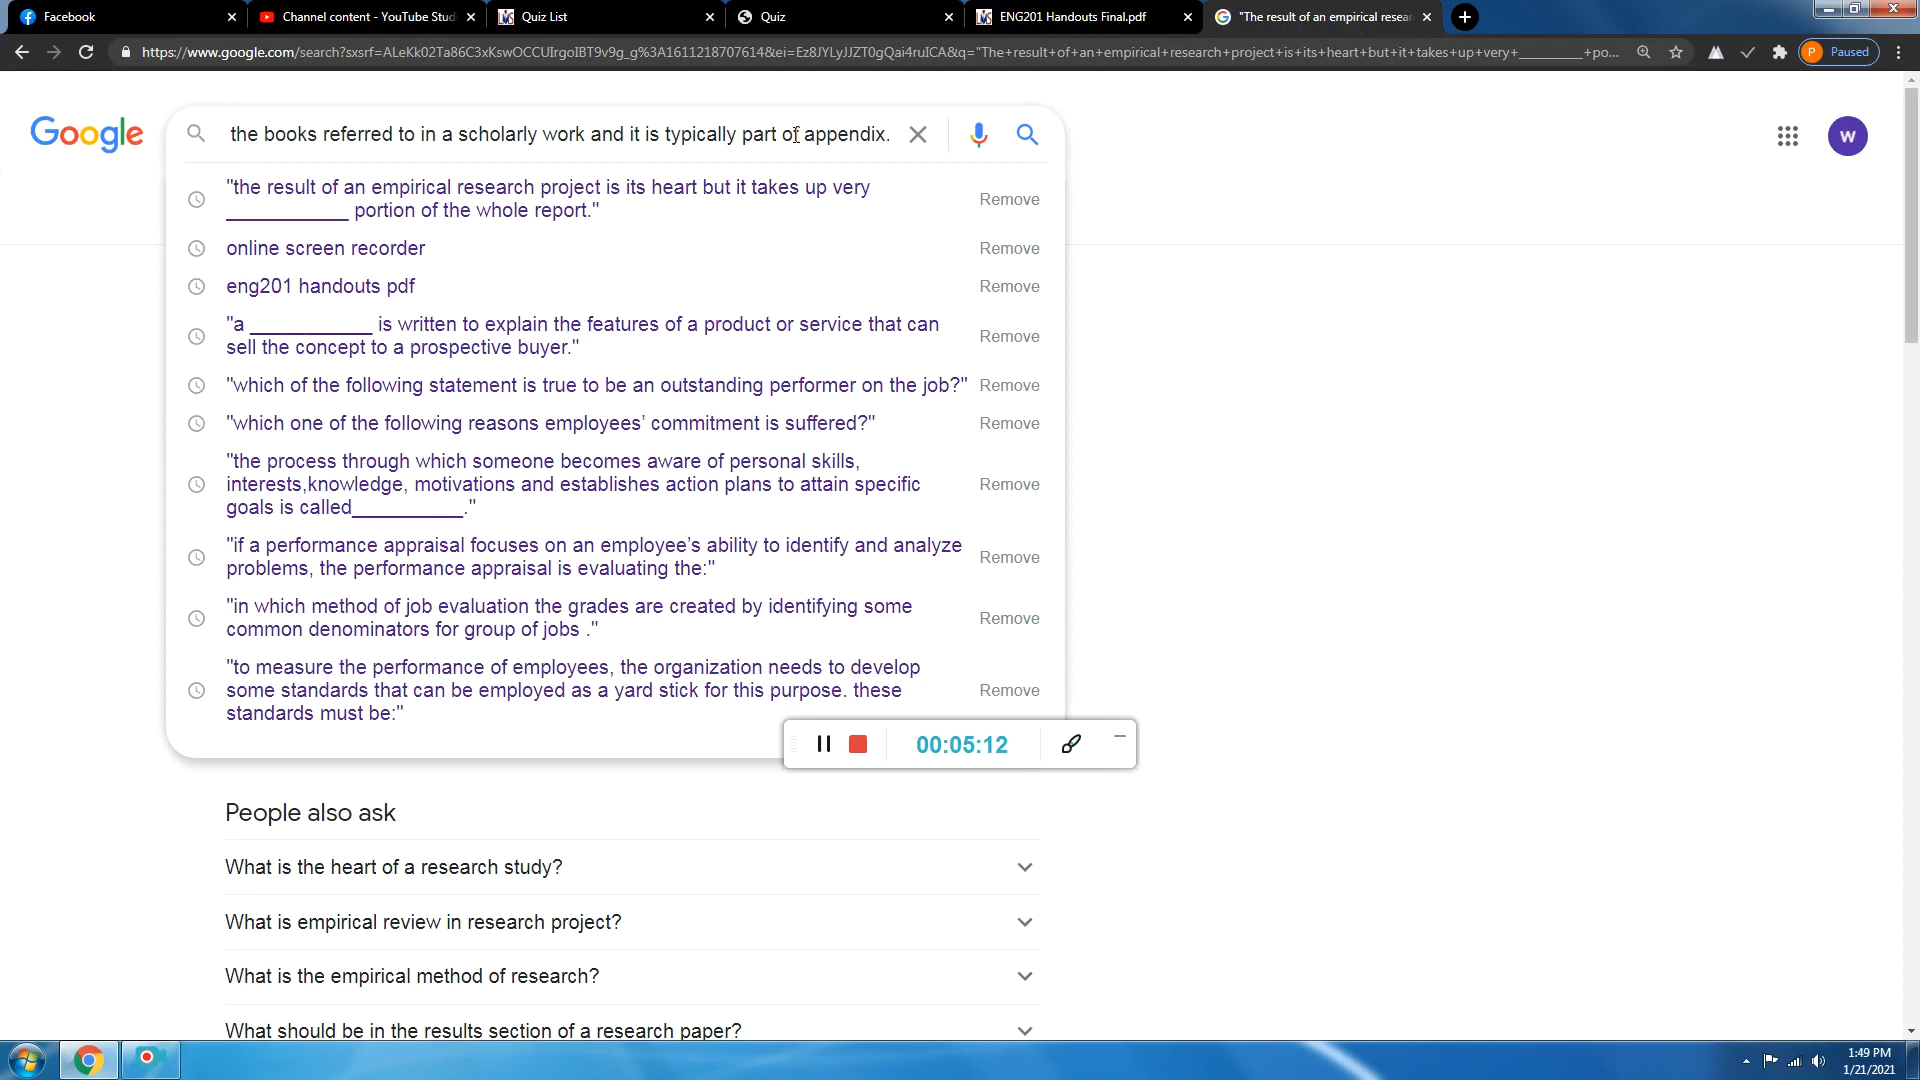 Facebook
Channel content - YouTube Stud
Quiz List
Quiz
ENG201 Handouts Final.pdf
"The result of an empirical resear
https://www.google.com/search?sxsrf=ALeKk02Ta86C3xKswOCCUIrgoIBT9v9g_g%3A1611218707614&ei=Ez8JYLyJJZT0gQai4ruICA&q="The+result+of+an+empirical+research+project+is+its+heart+but+it+takes+up+very+__________+po...
P
Paused
Google
the books referred to in a scholarly work and it is typically part of appendix.
W
"the result of an empirical research project is its heart but it takes up very
___________ portion of the whole report."
Remove
online screen recorder
Remove
eng201 handouts pdf
Remove
"a ___________ is written to explain the features of a product or service that can
sell the concept to a prospective buyer."
Remove
"which of the following statement is true to be an outstanding performer on the job?"
Remove
"which one of the following reasons employees’ commitment is suffered?"
Remove
"the process through which someone becomes aware of personal skills,
interests,knowledge, motivations and establishes action plans to attain specific
goals is called__________."
Remove
"if a performance appraisal focuses on an employee’s ability to identify and analyze
problems, the performance appraisal is evaluating the:"
Remove
"in which method of job evaluation the grades are created by identifying some
common denominators for group of jobs ."
Remove
"to measure the performance of employees, the organization needs to develop
some standards that can be employed as a yard stick for this purpose. these
standards must be:"
Remove
00:05:12
People also ask
What is the heart of a research study?
What is empirical review in research project?
What is the empirical method of research?
What should be in the results section of a research paper?
1:49 PM
1/21/2021